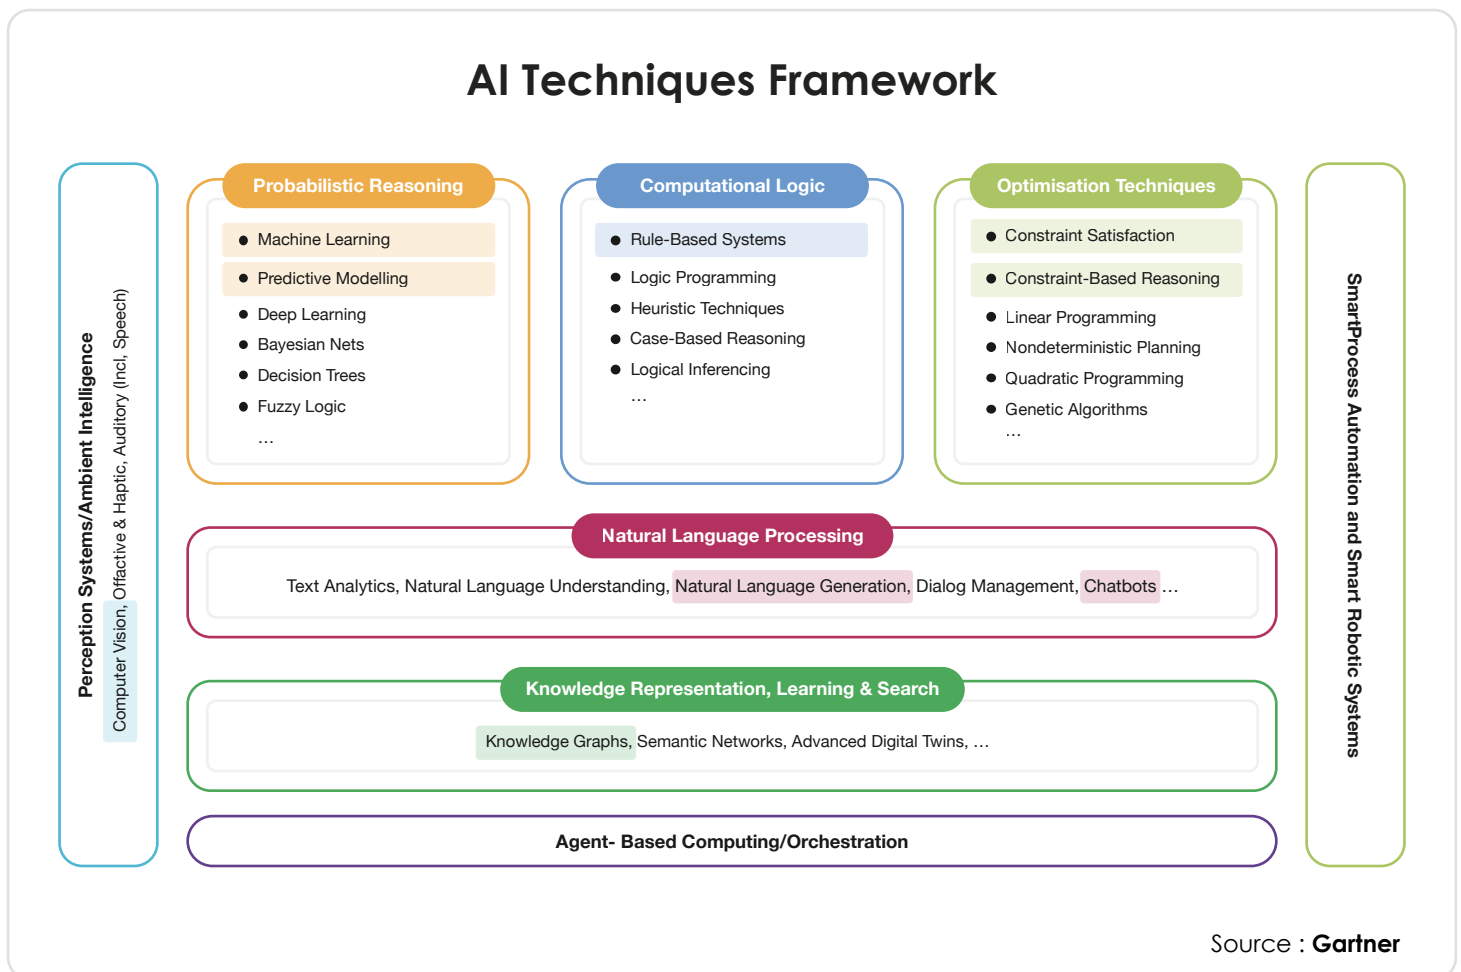 AI Techniques Framework
Perception Systems/Ambient Intelligence
Computer Vision, Offactive & Haptic, Auditory (Incl, Speech)
Probabilistic Reasoning
● Machine Learning
● Predictive Modelling
● Deep Learning
● Bayesian Nets
● Decision Trees
● Fuzzy Logic
...
Computational Logic
● Rule-Based Systems
● Logic Programming
● Heuristic Techniques
● Case-Based Reasoning
● Logical Inferencing
...
Optimisation Techniques
● Constraint Satisfaction
● Constraint-Based Reasoning
● Linear Programming
● Nondeterministic Planning
● Quadratic Programming
● Genetic Algorithms
...
SmartProcess Automation and Smart Robotic Systems
Natural Language Processing
Text Analytics, Natural Language Understanding, Natural Language Generation, Dialog Management, Chatbots ...
Knowledge Representation, Learning & Search
Knowledge Graphs, Semantic Networks, Advanced Digital Twins, ...
Agent- Based Computing/Orchestration
Source : Gartner